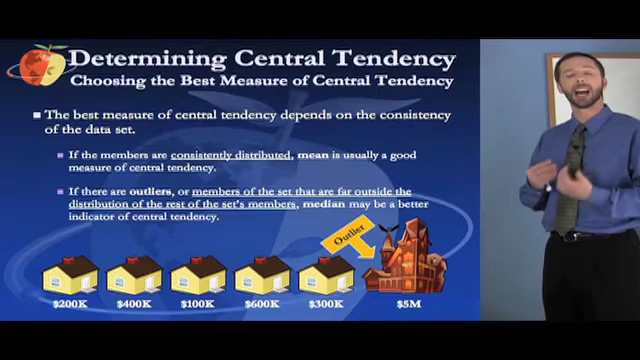 Determining Central Tendency
Choosing the Best Measure of Central Tendency
The best measure of central tendency depends on the consistency
of the data set.
If the members are consistently distributed, mean is usually a good
measure of central tendency.
If there are outliers, or members of the set that are far outside the
distribution of the rest of the set's members, median may be a better
indicator of central tendency.
Outlier
$200K $400K $100K $600K $300K $5M